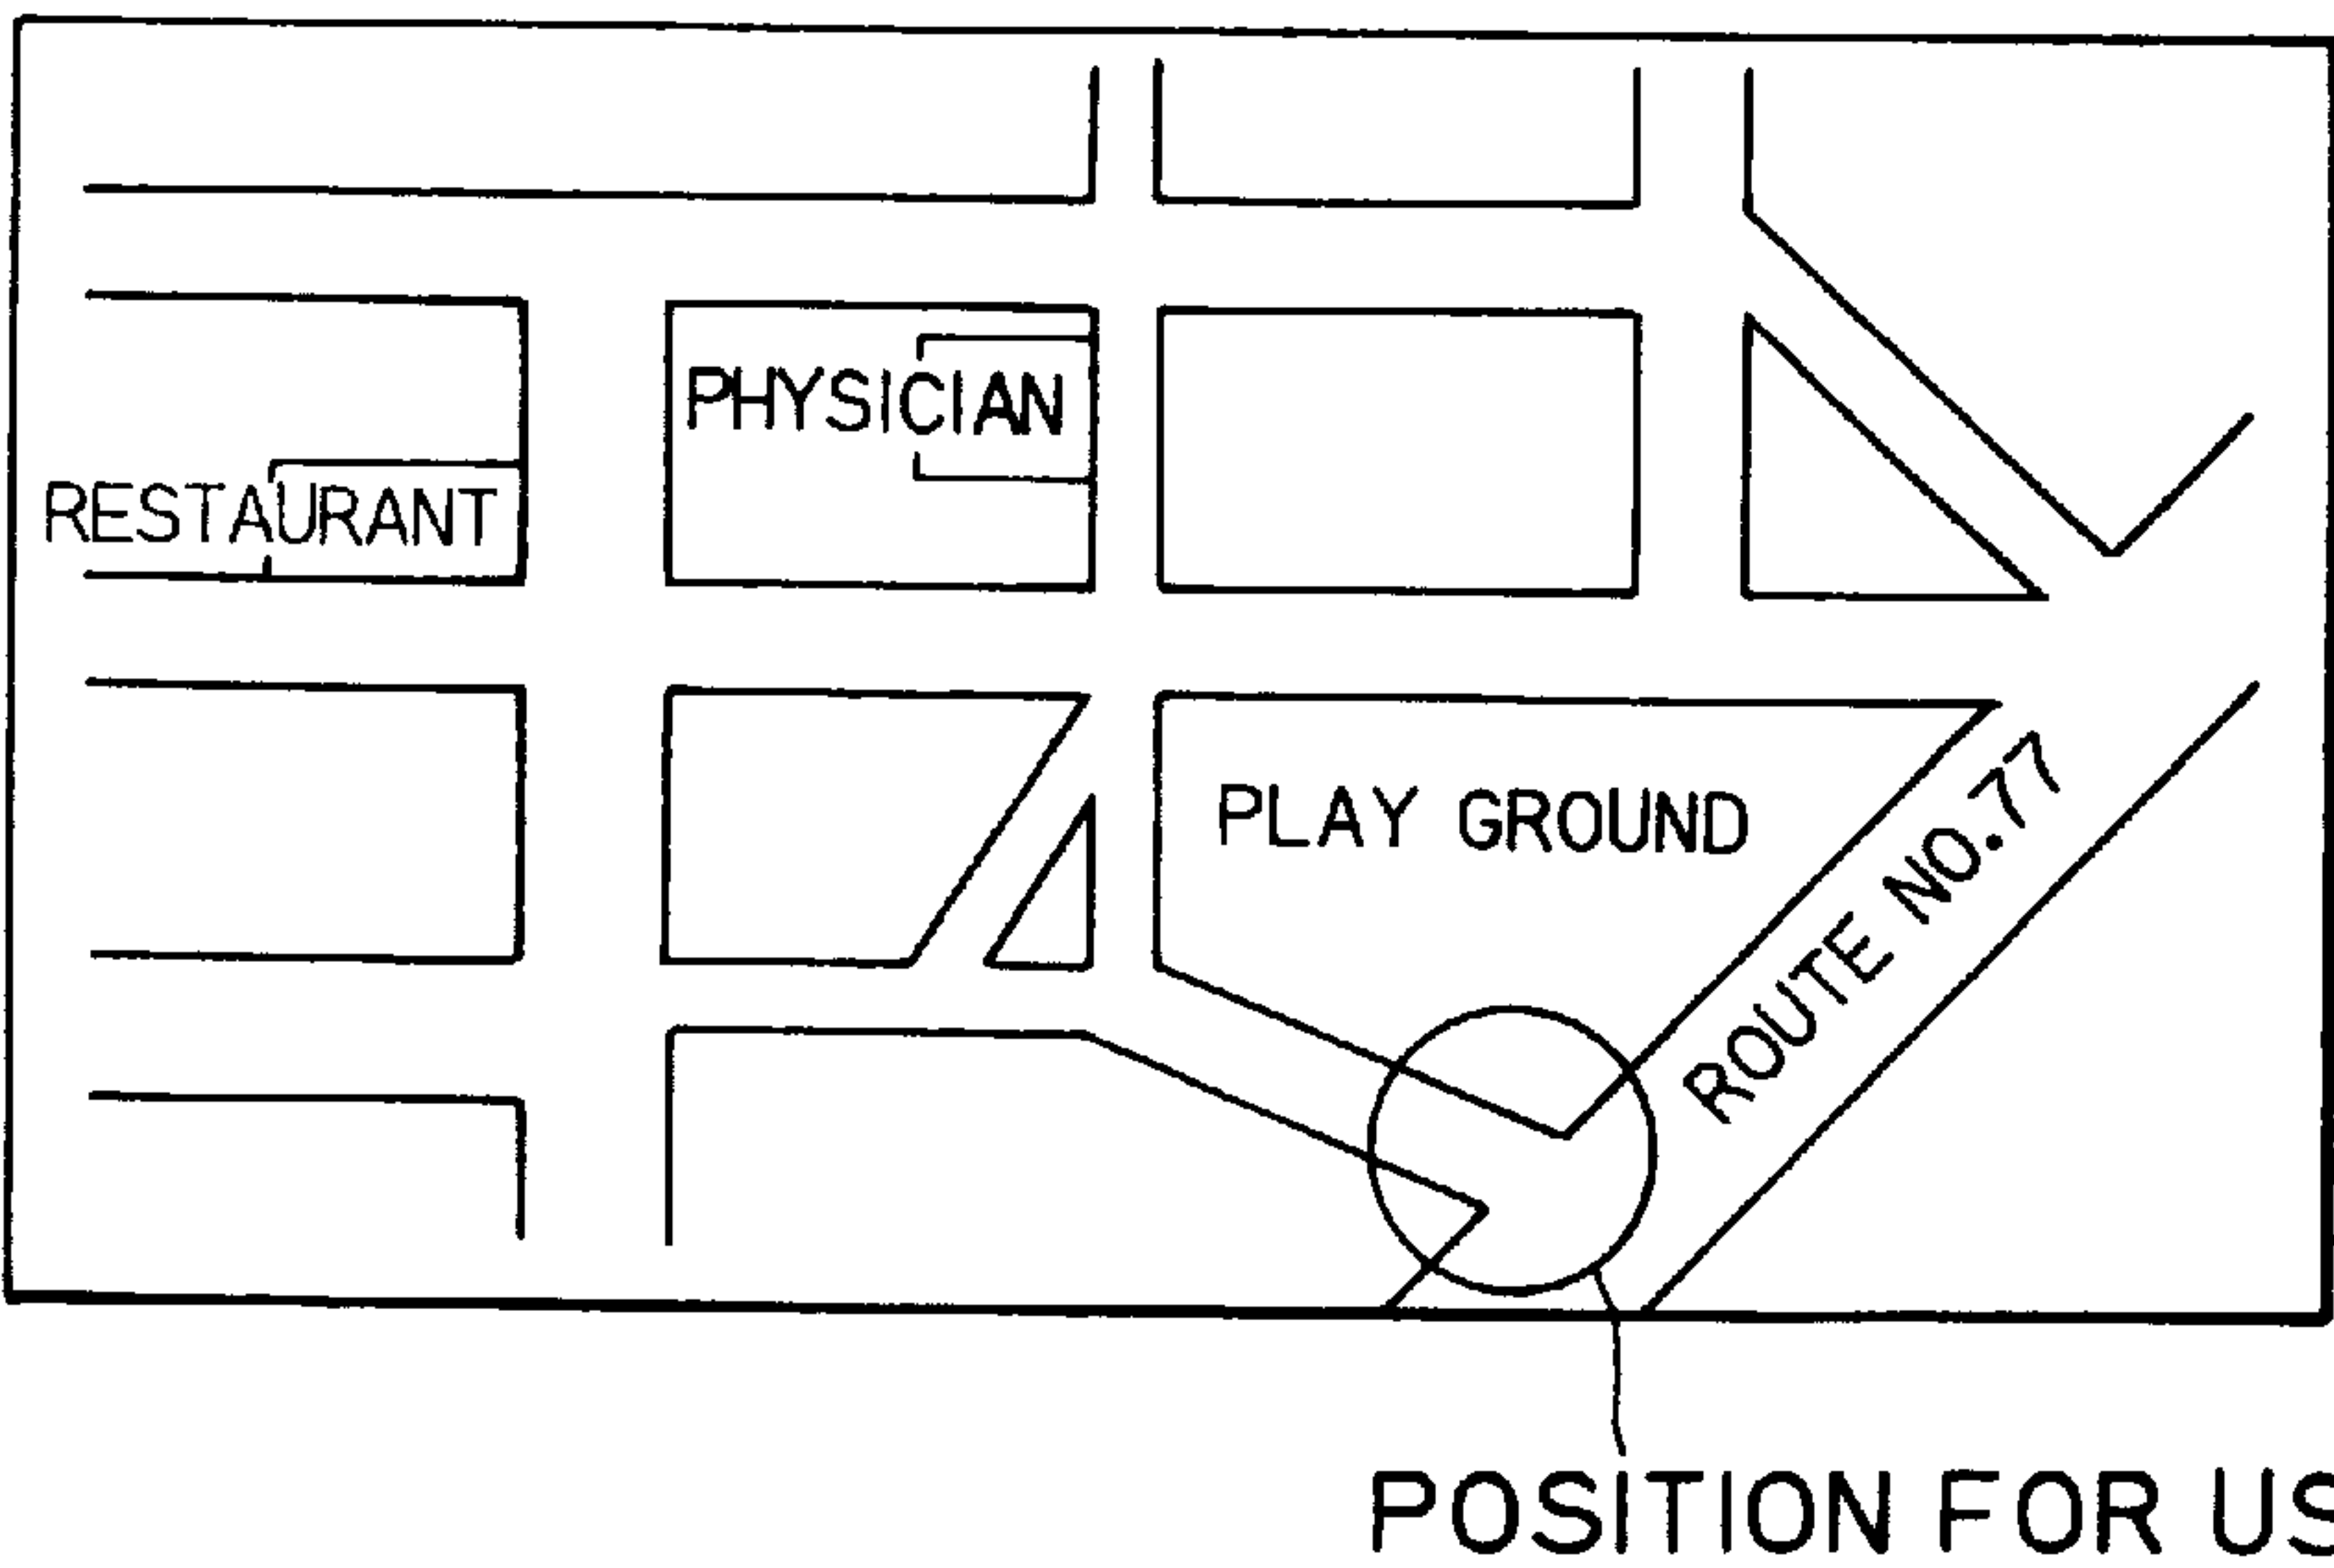 PHYSICIAN
RESTAURANT
PLAY GROUND
ROUTE NO.77
POSITION FOR US